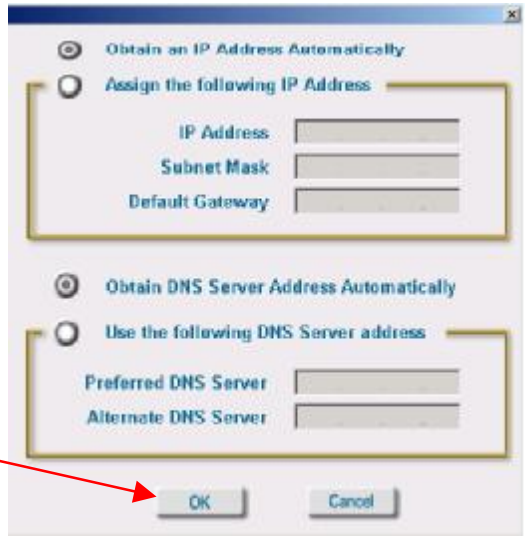 Obtain an IP Address Automatically
Assign the following IP Address
IP Address
Subnet Mask
Default Gateway
Obtain DNS Server Address Automatically
Use the following DNS Server address
Preferred DNS Server
Alternate DNS Server
OK Cancel